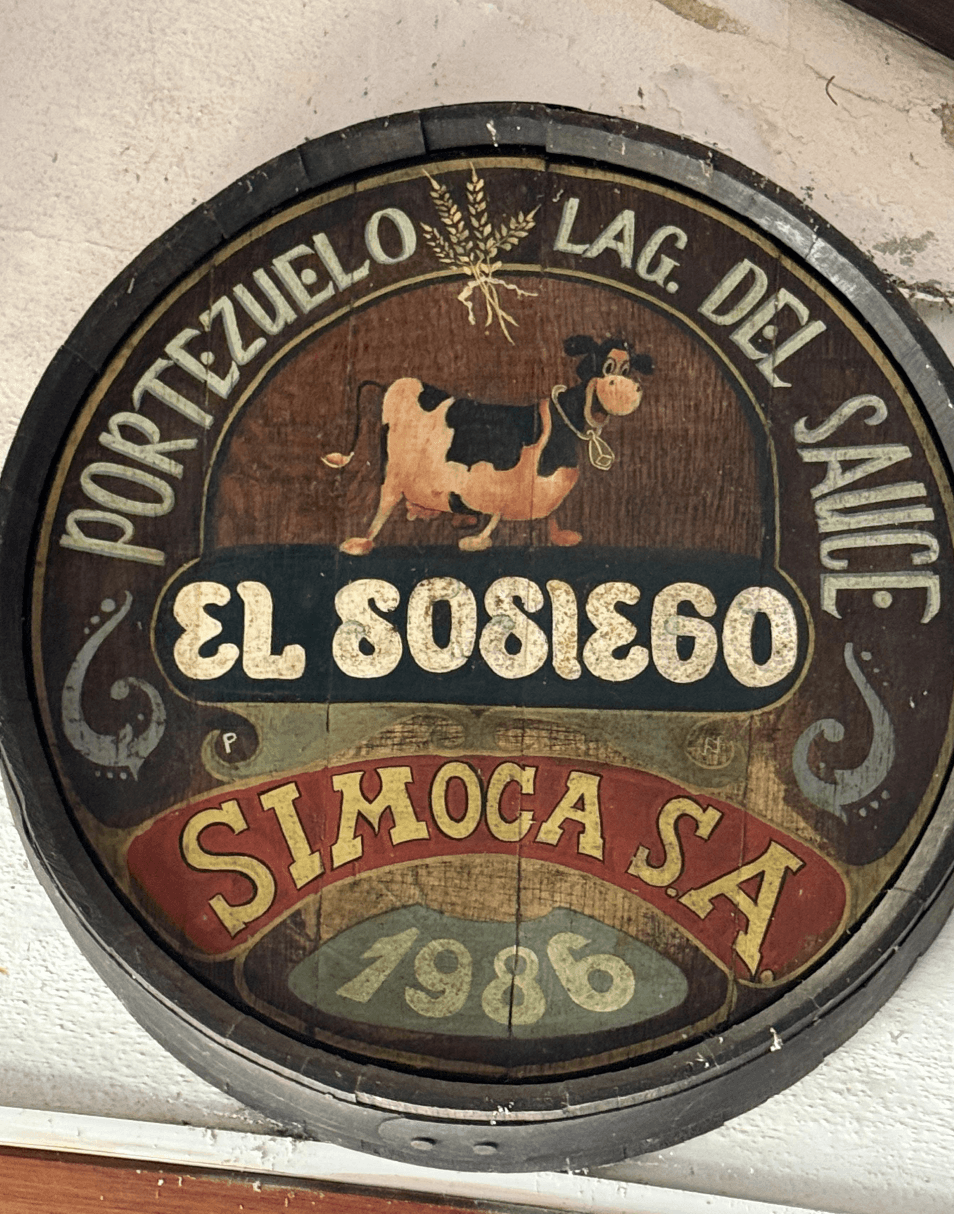 PORTEZUELO LAG. DEL SAUCE
EL SOSIEGO
P
SIMOCA S.A.
1986